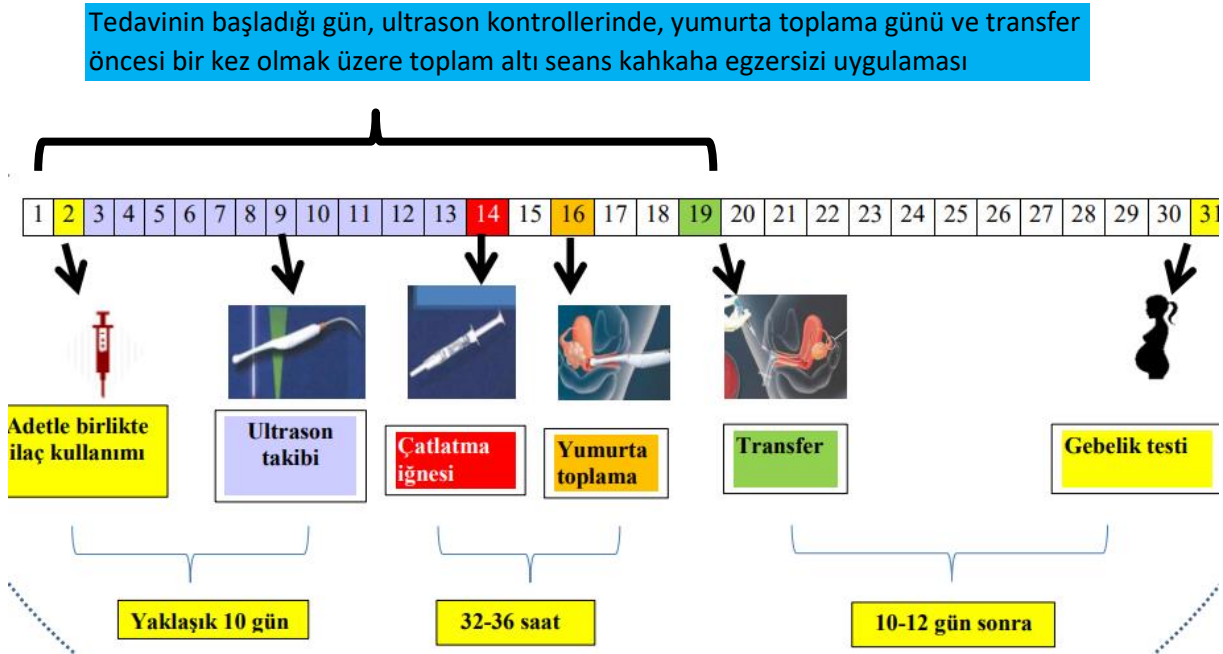 Tedavinin başladığı gün, ultrason kontrollerinde, yumurta toplama günü ve transfer
öncesi bir kez olmak üzere toplam altı seans kahkaha egzersizi uygulaması
1 2 3 4 5 6 7 8 9 10 11 12 13 14 15 16 17 18 19 20 21 22 23 24 25 26 27 28 29 30 31
Adetle birlikte
ilaç kullanımı
Ultrason
takibi
Çatlatma
iğnesi
Yumurta
toplama
Transfer
Gebelik testi
Yaklaşık 10 gün
32-36 saat
10-12 gün sonra